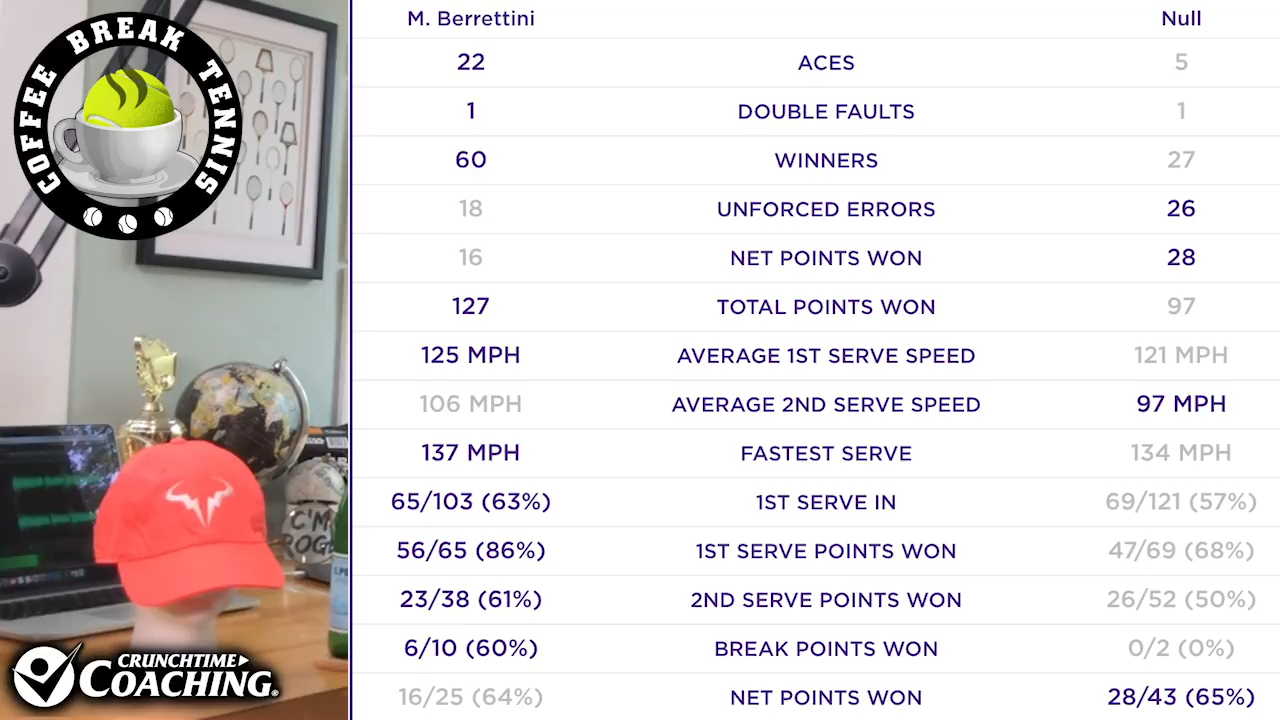 COFFEE BREAK TENNIS
M. Berrettini Null
22 ACES 5
1 DOUBLE FAULTS 1
60 WINNERS 27
18 UNFORCED ERRORS 26
16 NET POINTS WON 28
127 TOTAL POINTS WON 97
125 MPH AVERAGE 1ST SERVE SPEED 121 MPH
106 MPH AVERAGE 2ND SERVE SPEED 97 MPH
137 MPH FASTEST SERVE 134 MPH
65/103 (63%) 1ST SERVE IN 69/121 (57%)
56/65 (86%) 1ST SERVE POINTS WON 47/69 (68%)
23/38 (61%) 2ND SERVE POINTS WON 26/52 (50%)
6/10 (60%) BREAK POINTS WON 0/2 (0%)
16/25 (64%) NET POINTS WON 28/43 (65%)
C'M
ROG
CRUNCHTIME
COACHING®